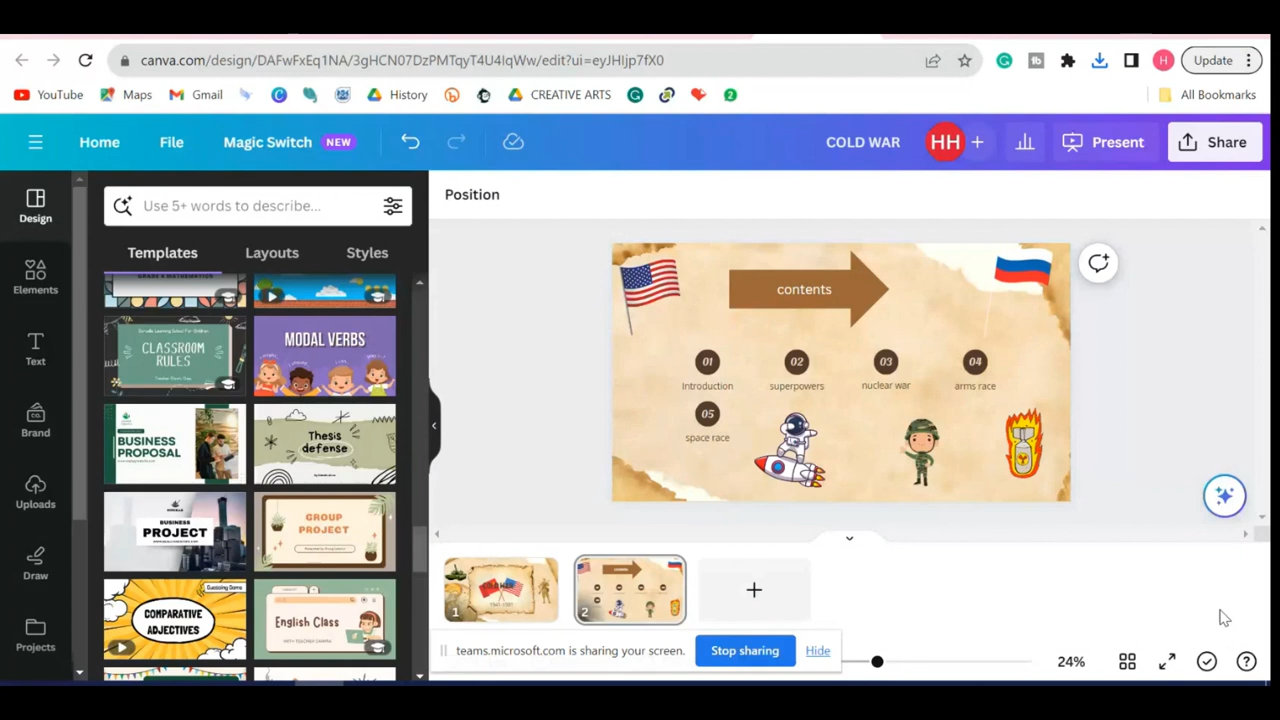 canva.com/design/DAFwFxEq1NA/3gHCN07DzPMTqyT4U4IqWw/edit?ui=eyJHIjp7fX0
H
Update
YouTube
Maps
Gmail
History
CREATIVE ARTS
2
All Bookmarks
Home
File
Magic Switch
NEW
COLD WAR
HH
+
Present
Share
Design
Elements
Text
Brand
Uploads
Draw
Projects
Use 5+ words to describe...
Templates
Layouts
Styles
CLASSROOM
RULES
MODAL VERBS
BUSINESS
PROPOSAL
Thesis
defense
BUSINESS
PROJECT
GROUP
PROJECT
Guessing Game
COMPARATIVE
ADJECTIVES
English Class
Position
contents
01
02
03
04
introduction
superpowers
nuclear war
arms race
05
space race
1
2
+
teams.microsoft.com is sharing your screen.
Stop sharing
Hide
24%